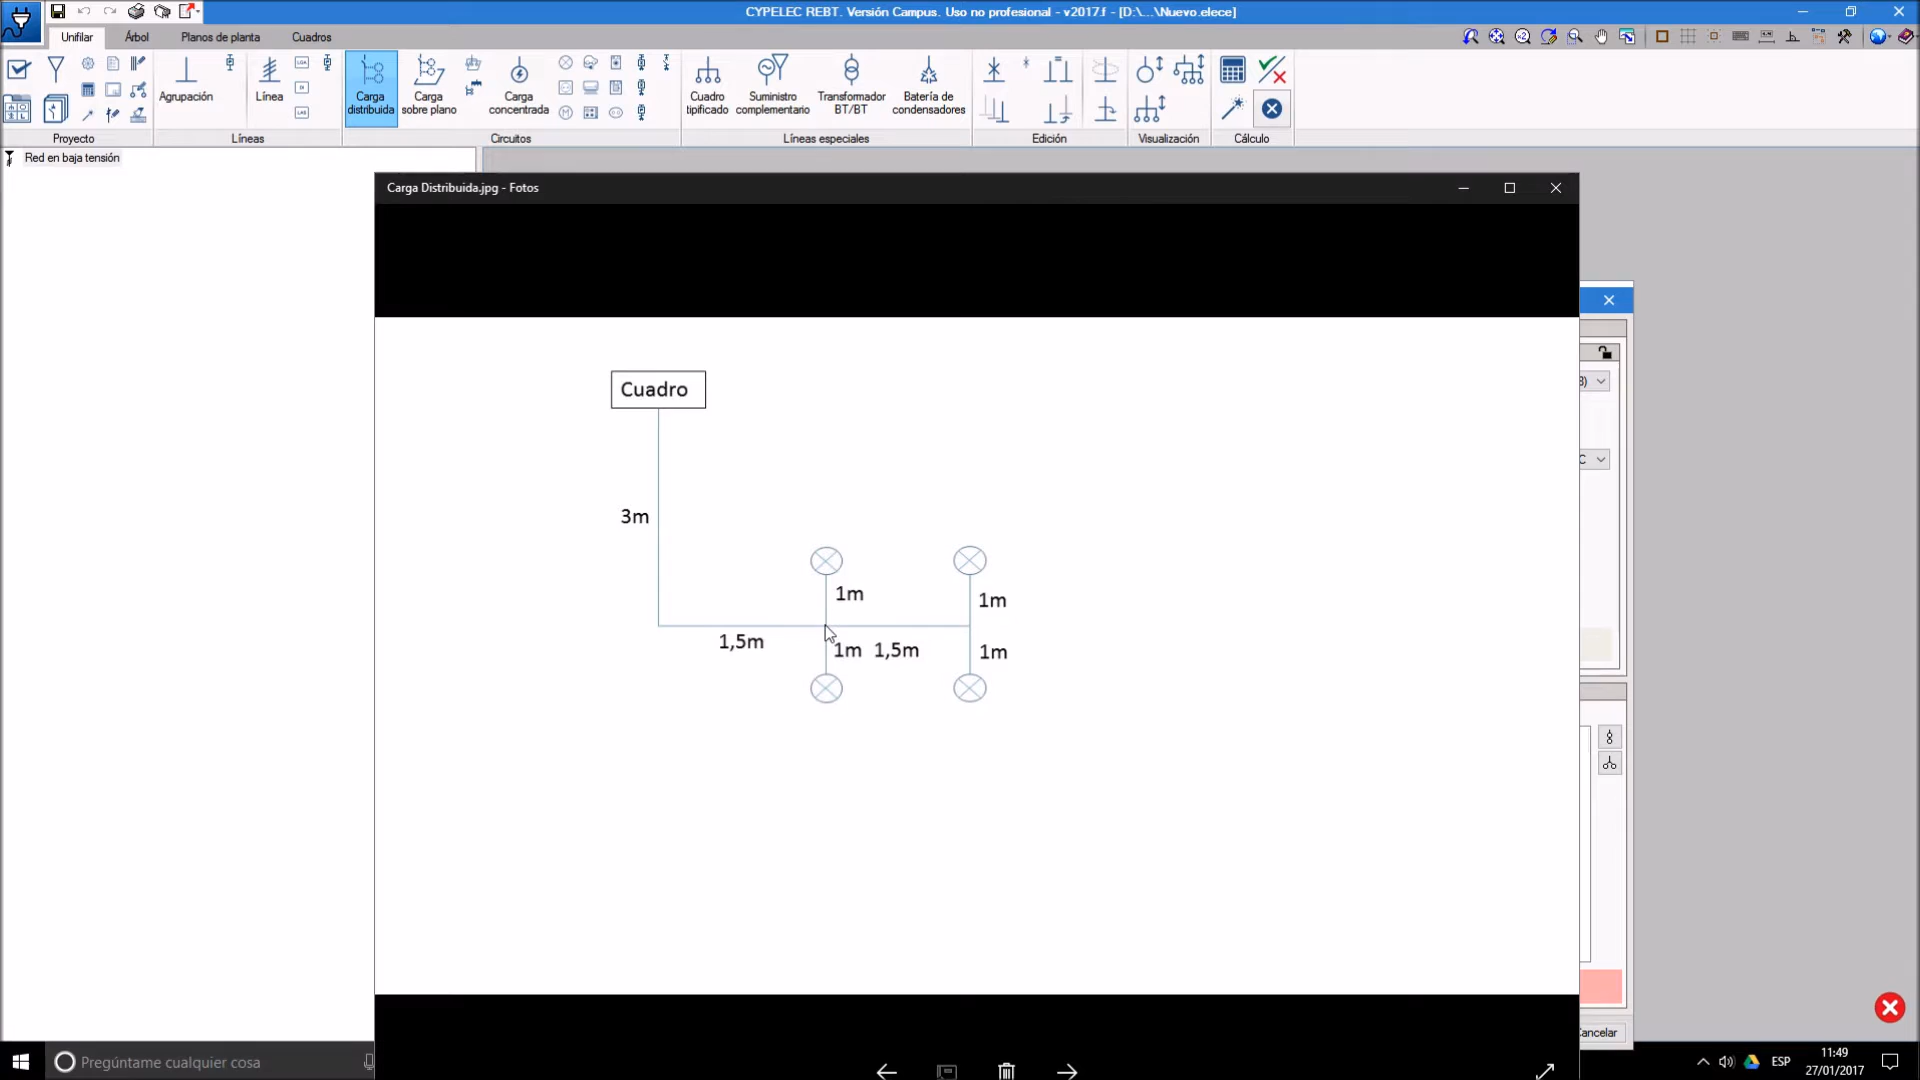 CYPELEC REBT. Versión Campus. Uso no profesional - v2017.f - [D:\...\Nuevo.elece]
Unifilar Árbol Planos de planta Cuadros
Agrupación
Línea
Carga distribuida
Carga sobre plano
Carga concentrada
Cuadro tipificado
Suministro complementario
Transformador BT/BT
Batería de condensadores
Proyecto Líneas Circuitos Líneas especiales Edición Visualización Cálculo
Red en baja tensión
Carga Distribuida.jpg - Fotos
Cuadro
3m
1m
1m
1,5m
1m 1,5m
1m
ancelar
Pregúntame cualquier cosa
ESP
11:49
27/01/2017